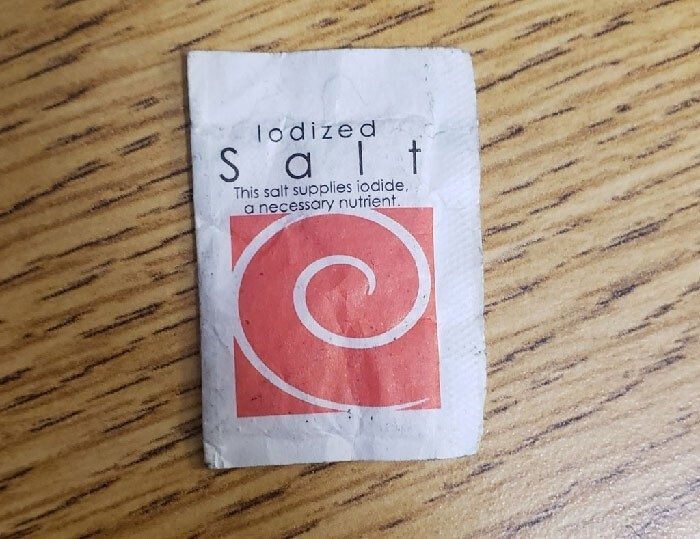 Iodized
Salt
This salt supplies iodide,
a necessary nutrient.